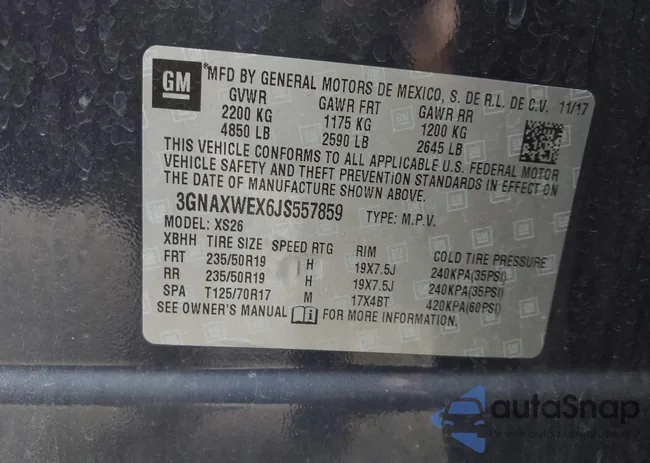 GM
MFD BY GENERAL MOTORS DE MEXICO, S. DE R.L. DE C.V. 11/17
GVWR GAWR FRT GAWR RR
2200 KG 1175 KG 1200 KG
4850 LB 2590 LB 2645 LB
THIS VEHICLE CONFORMS TO ALL APPLICABLE U.S. FEDERAL MOTOR
VEHICLE SAFETY AND THEFT PREVENTION STANDARDS IN EFFECT ON
THE DATE OF MANUFACTURE SHOWN ABOVE.
3GNAXWEX6JS557859 TYPE: M.P.V.
MODEL: XS26
XBHH TIRE SIZE SPEED RTG RIM COLD TIRE PRESSURE
FRT 235/50R19 H 19X7.5J 240KPA(35PSI)
RR 235/50R19 H 19X7.5J 240KPA(35PSI)
SPA T125/70R17 M 17X4BT 420KPA(60PSI)
SEE OWNER'S MANUAL FOR MORE INFORMATION.
autoSnap